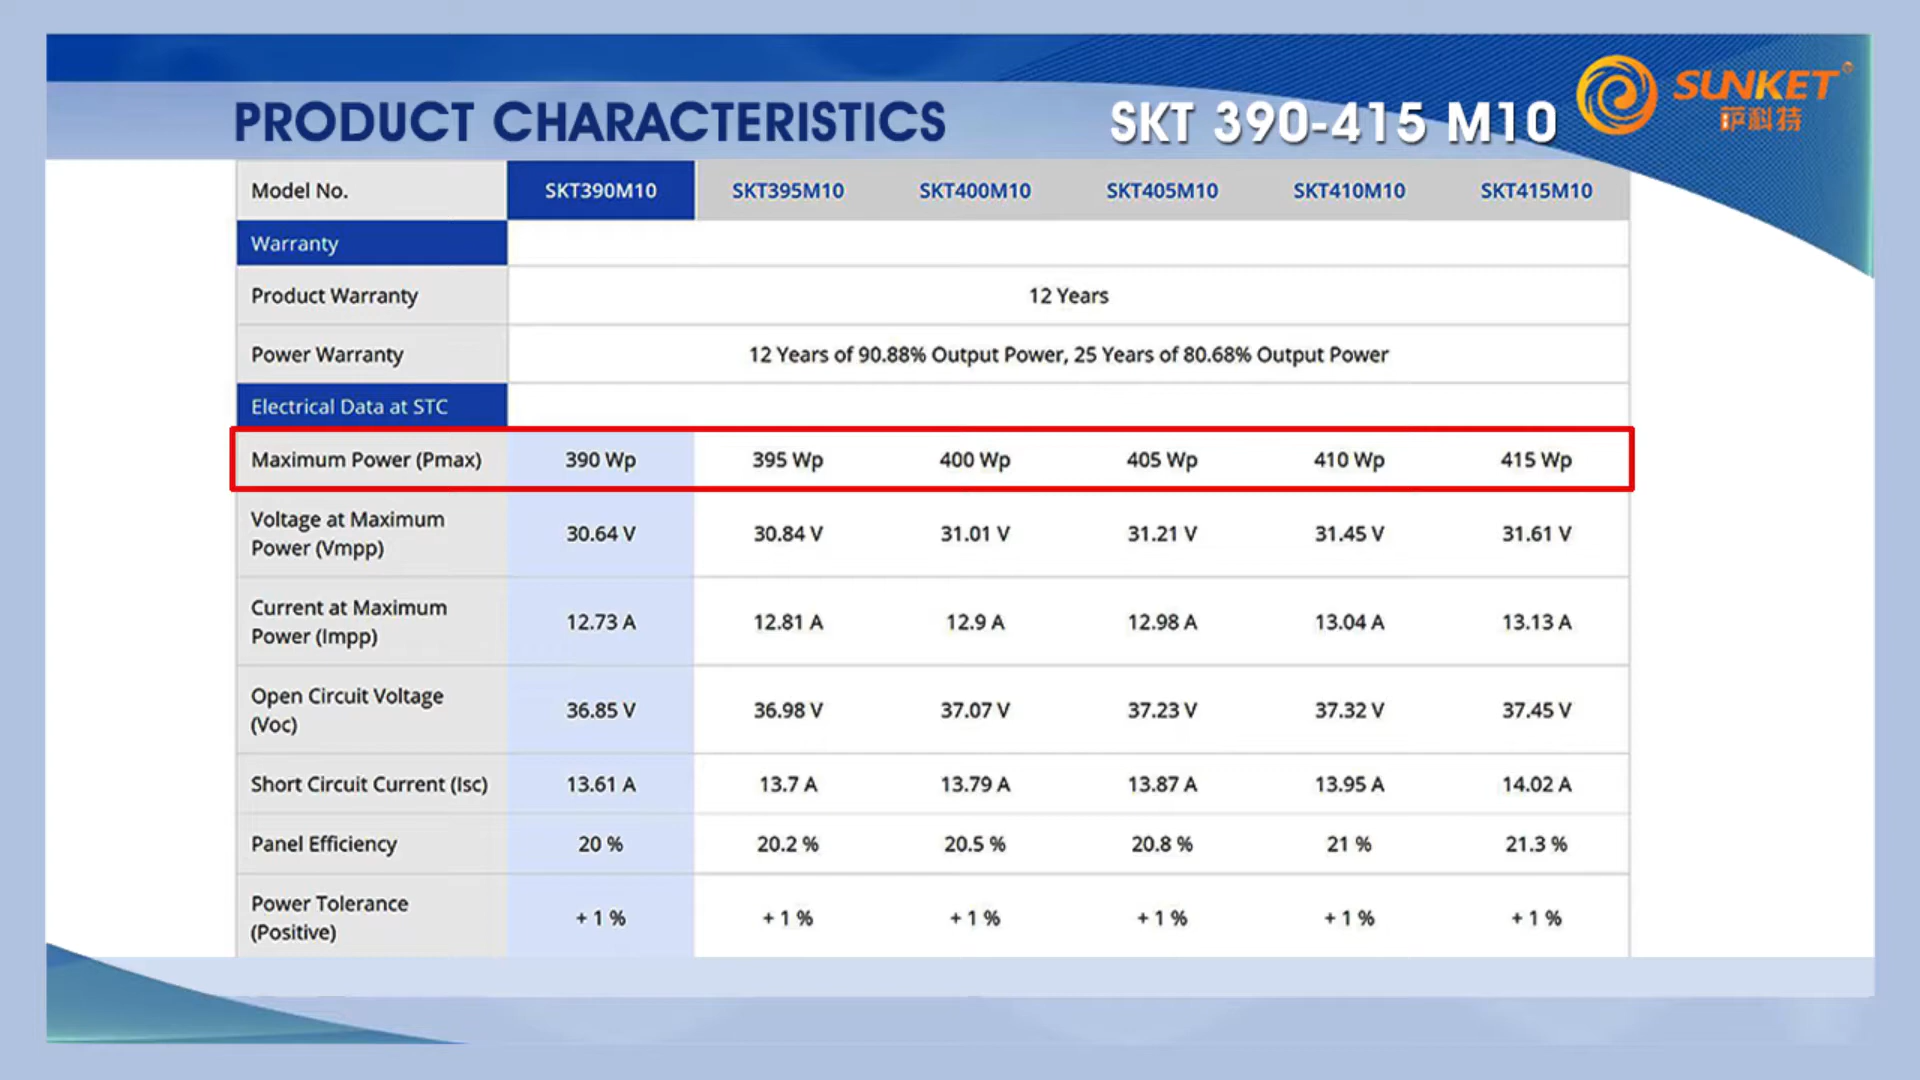 PRODUCT CHARACTERISTICS SKT 390-415 M10 SUNKET
萨科特
Model No. SKT390M10 SKT395M10 SKT400M10 SKT405M10 SKT410M10 SKT415M10
Warranty
Product Warranty 12 Years
Power Warranty 12 Years of 90.88% Output Power, 25 Years of 80.68% Output Power
Electrical Data at STC
Maximum Power (Pmax) 390 Wp 395 Wp 400 Wp 405 Wp 410 Wp 415 Wp
Voltage at Maximum
Power (Vmpp) 30.64 V 30.84 V 31.01 V 31.21 V 31.45 V 31.61 V
Current at Maximum
Power (Impp) 12.73 A 12.81 A 12.9 A 12.98 A 13.04 A 13.13 A
Open Circuit Voltage
(Voc) 36.85 V 36.98 V 37.07 V 37.23 V 37.32 V 37.45 V
Short Circuit Current (Isc) 13.61 A 13.7 A 13.79 A 13.87 A 13.95 A 14.02 A
Panel Efficiency 20 % 20.2 % 20.5 % 20.8 % 21 % 21.3 %
Power Tolerance
(Positive) + 1 % + 1 % + 1 % + 1 % + 1 % + 1 %